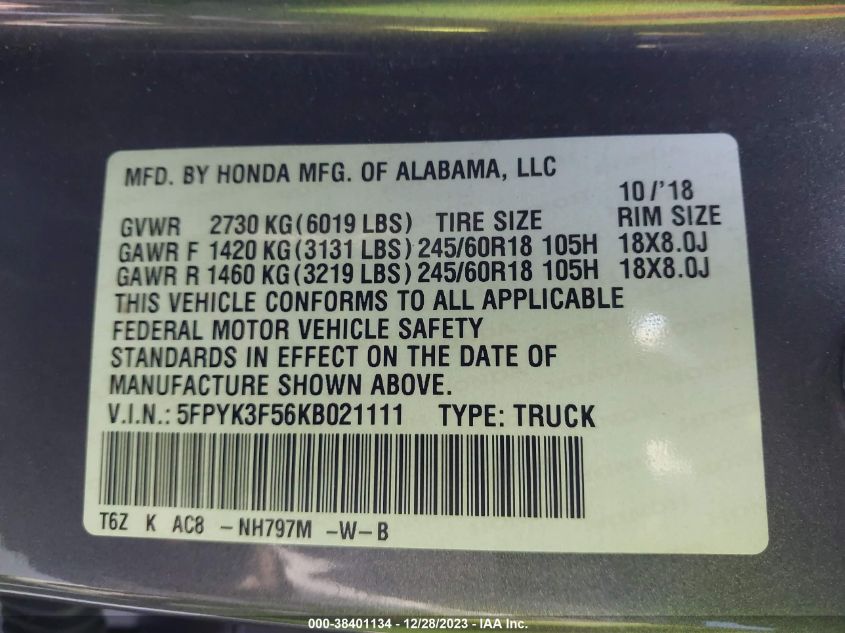 MFD. BY HONDA MFG. OF ALABAMA, LLC
10/'18
GVWR 2730 KG(6019 LBS) TIRE SIZE RIM SIZE
GAWR F 1420 KG(3131 LBS) 245/60R18 105H 18X8.0J
GAWR R 1460 KG(3219 LBS) 245/60R18 105H 18X8.0J
THIS VEHICLE CONFORMS TO ALL APPLICABLE
FEDERAL MOTOR VEHICLE SAFETY
STANDARDS IN EFFECT ON THE DATE OF
MANUFACTURE SHOWN ABOVE.
V.I.N.: 5FPYK3F56KB021111 TYPE: TRUCK
T6Z K AC8 -NH797M -W-B
000-38401134 - 12/28/2023 - IAA Inc.